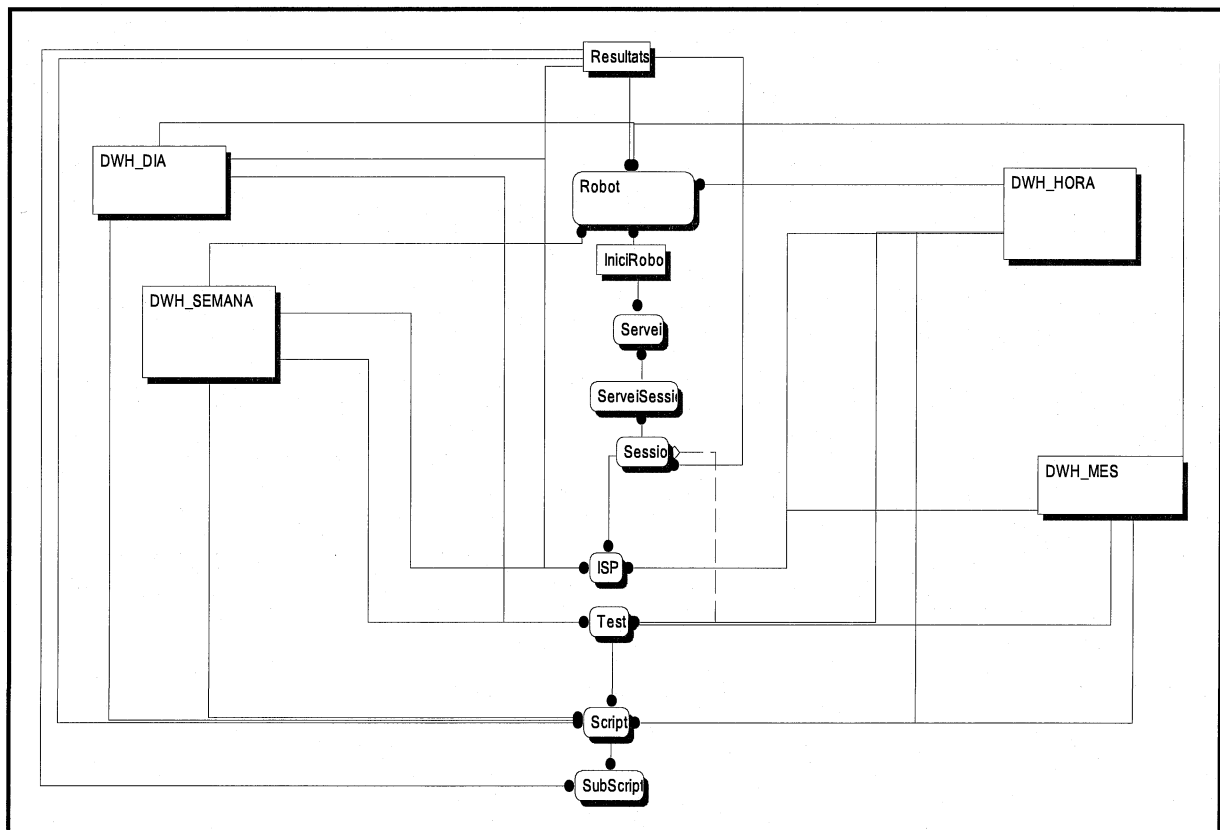 Resultats
DWH_DIA
Robot
DWH_HORA
IniciRobo
DWH_SEMANA
Servei
ServeiSessi
Sessio
DWH_MES
ISP
Test
Script
SubScript